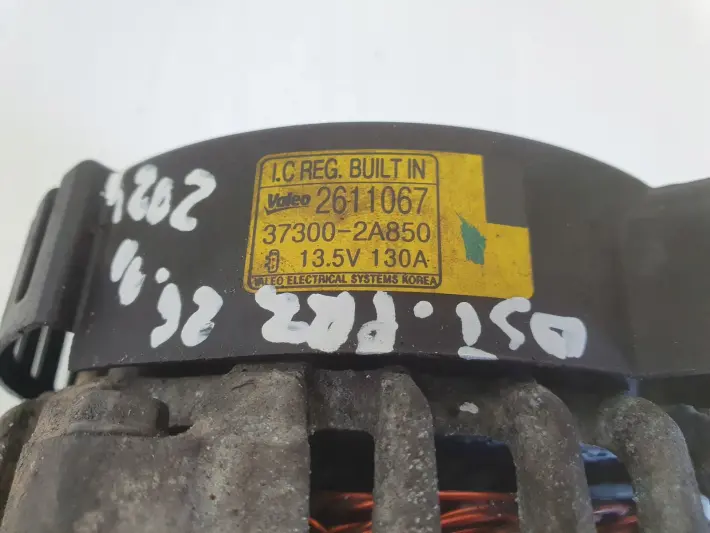 I.C REG. BUILT IN
Valeo 2611067
37300-2A850
13.5V 130A
VALEO ELECTRICAL SYSTEMS KOREA